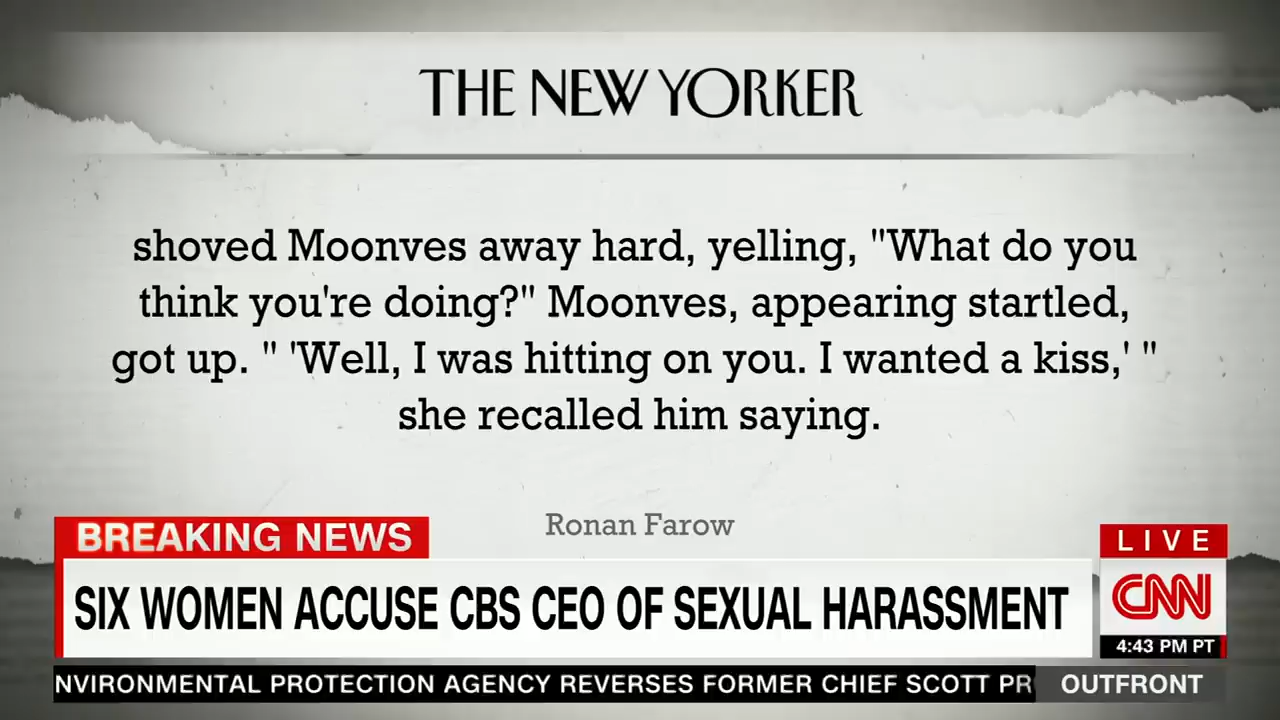 THE NEW YORKER
shoved Moonves away hard, yelling, "What do you
think you're doing?" Moonves, appearing startled,
got up. " 'Well, I was hitting on you. I wanted a kiss,' "
she recalled him saying.
Ronan Farow
BREAKING NEWS
SIX WOMEN ACCUSE CBS CEO OF SEXUAL HARASSMENT
LIVE
CNN
4:43 PM PT
NVIRONMENTAL PROTECTION AGENCY REVERSES FORMER CHIEF SCOTT PR
OUTFRONT